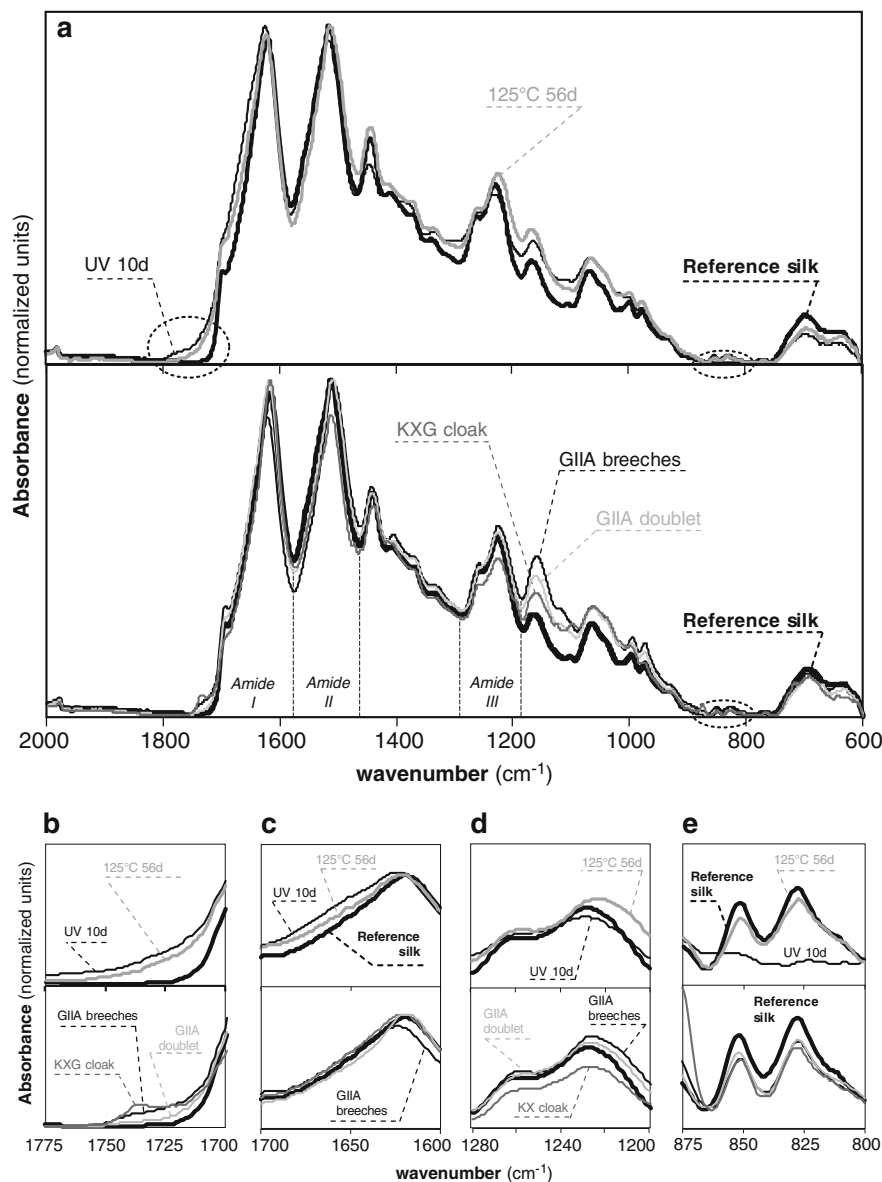 a
125°C 56d
UV 10d
Reference silk
Absorbance (normalized units)
KXG cloak
GIIA breeches
GIIA doublet
Reference silk
Amide I
Amide II
Amide III
2000 1800 1600 1400 1200 1000 800 600
wavenumber (cm-1)
b
c
d
e
125°C 56d
UV 10d
125°C 56d
UV 10d
Reference silk
125°C 56d
UV 10d
Reference silk
125°C 56d
UV 10d
Absorbance (normalized units)
GIIA breeches
GIIA doublet
KXG cloak
GIIA breeches
GIIA doublet
GIIA breeches
KX cloak
Reference silk
1775 1750 1725 1700
1700 1650 1600
1280 1240 1200
875 850 825 800
wavenumber (cm-1)